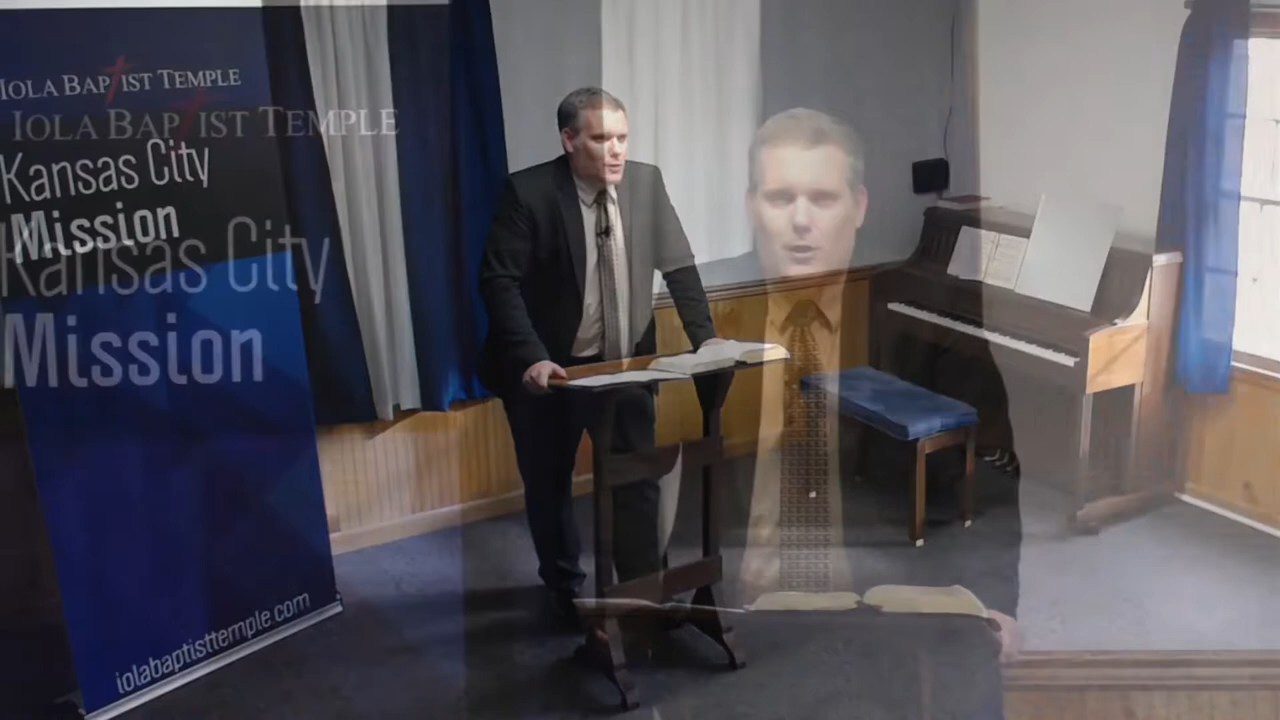 IOLA BAPTIST TEMPLE
IOLA BAPTIST TEMPLE
Kansas City
Mission
Kansas City
Mission
iolabaptisttemple.com